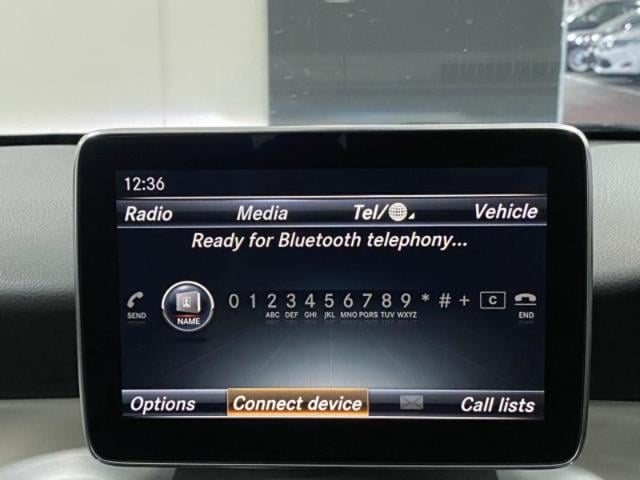 12:36
Radio Media Tel/ Vehicle
Ready for Bluetooth telephony...
0 1 2 3 4 5 6 7 8 9 * # + C
SEND NAME ABC DEF GHI JKL MNO PQRS TUV WXYZ END
Options Connect device Call lists